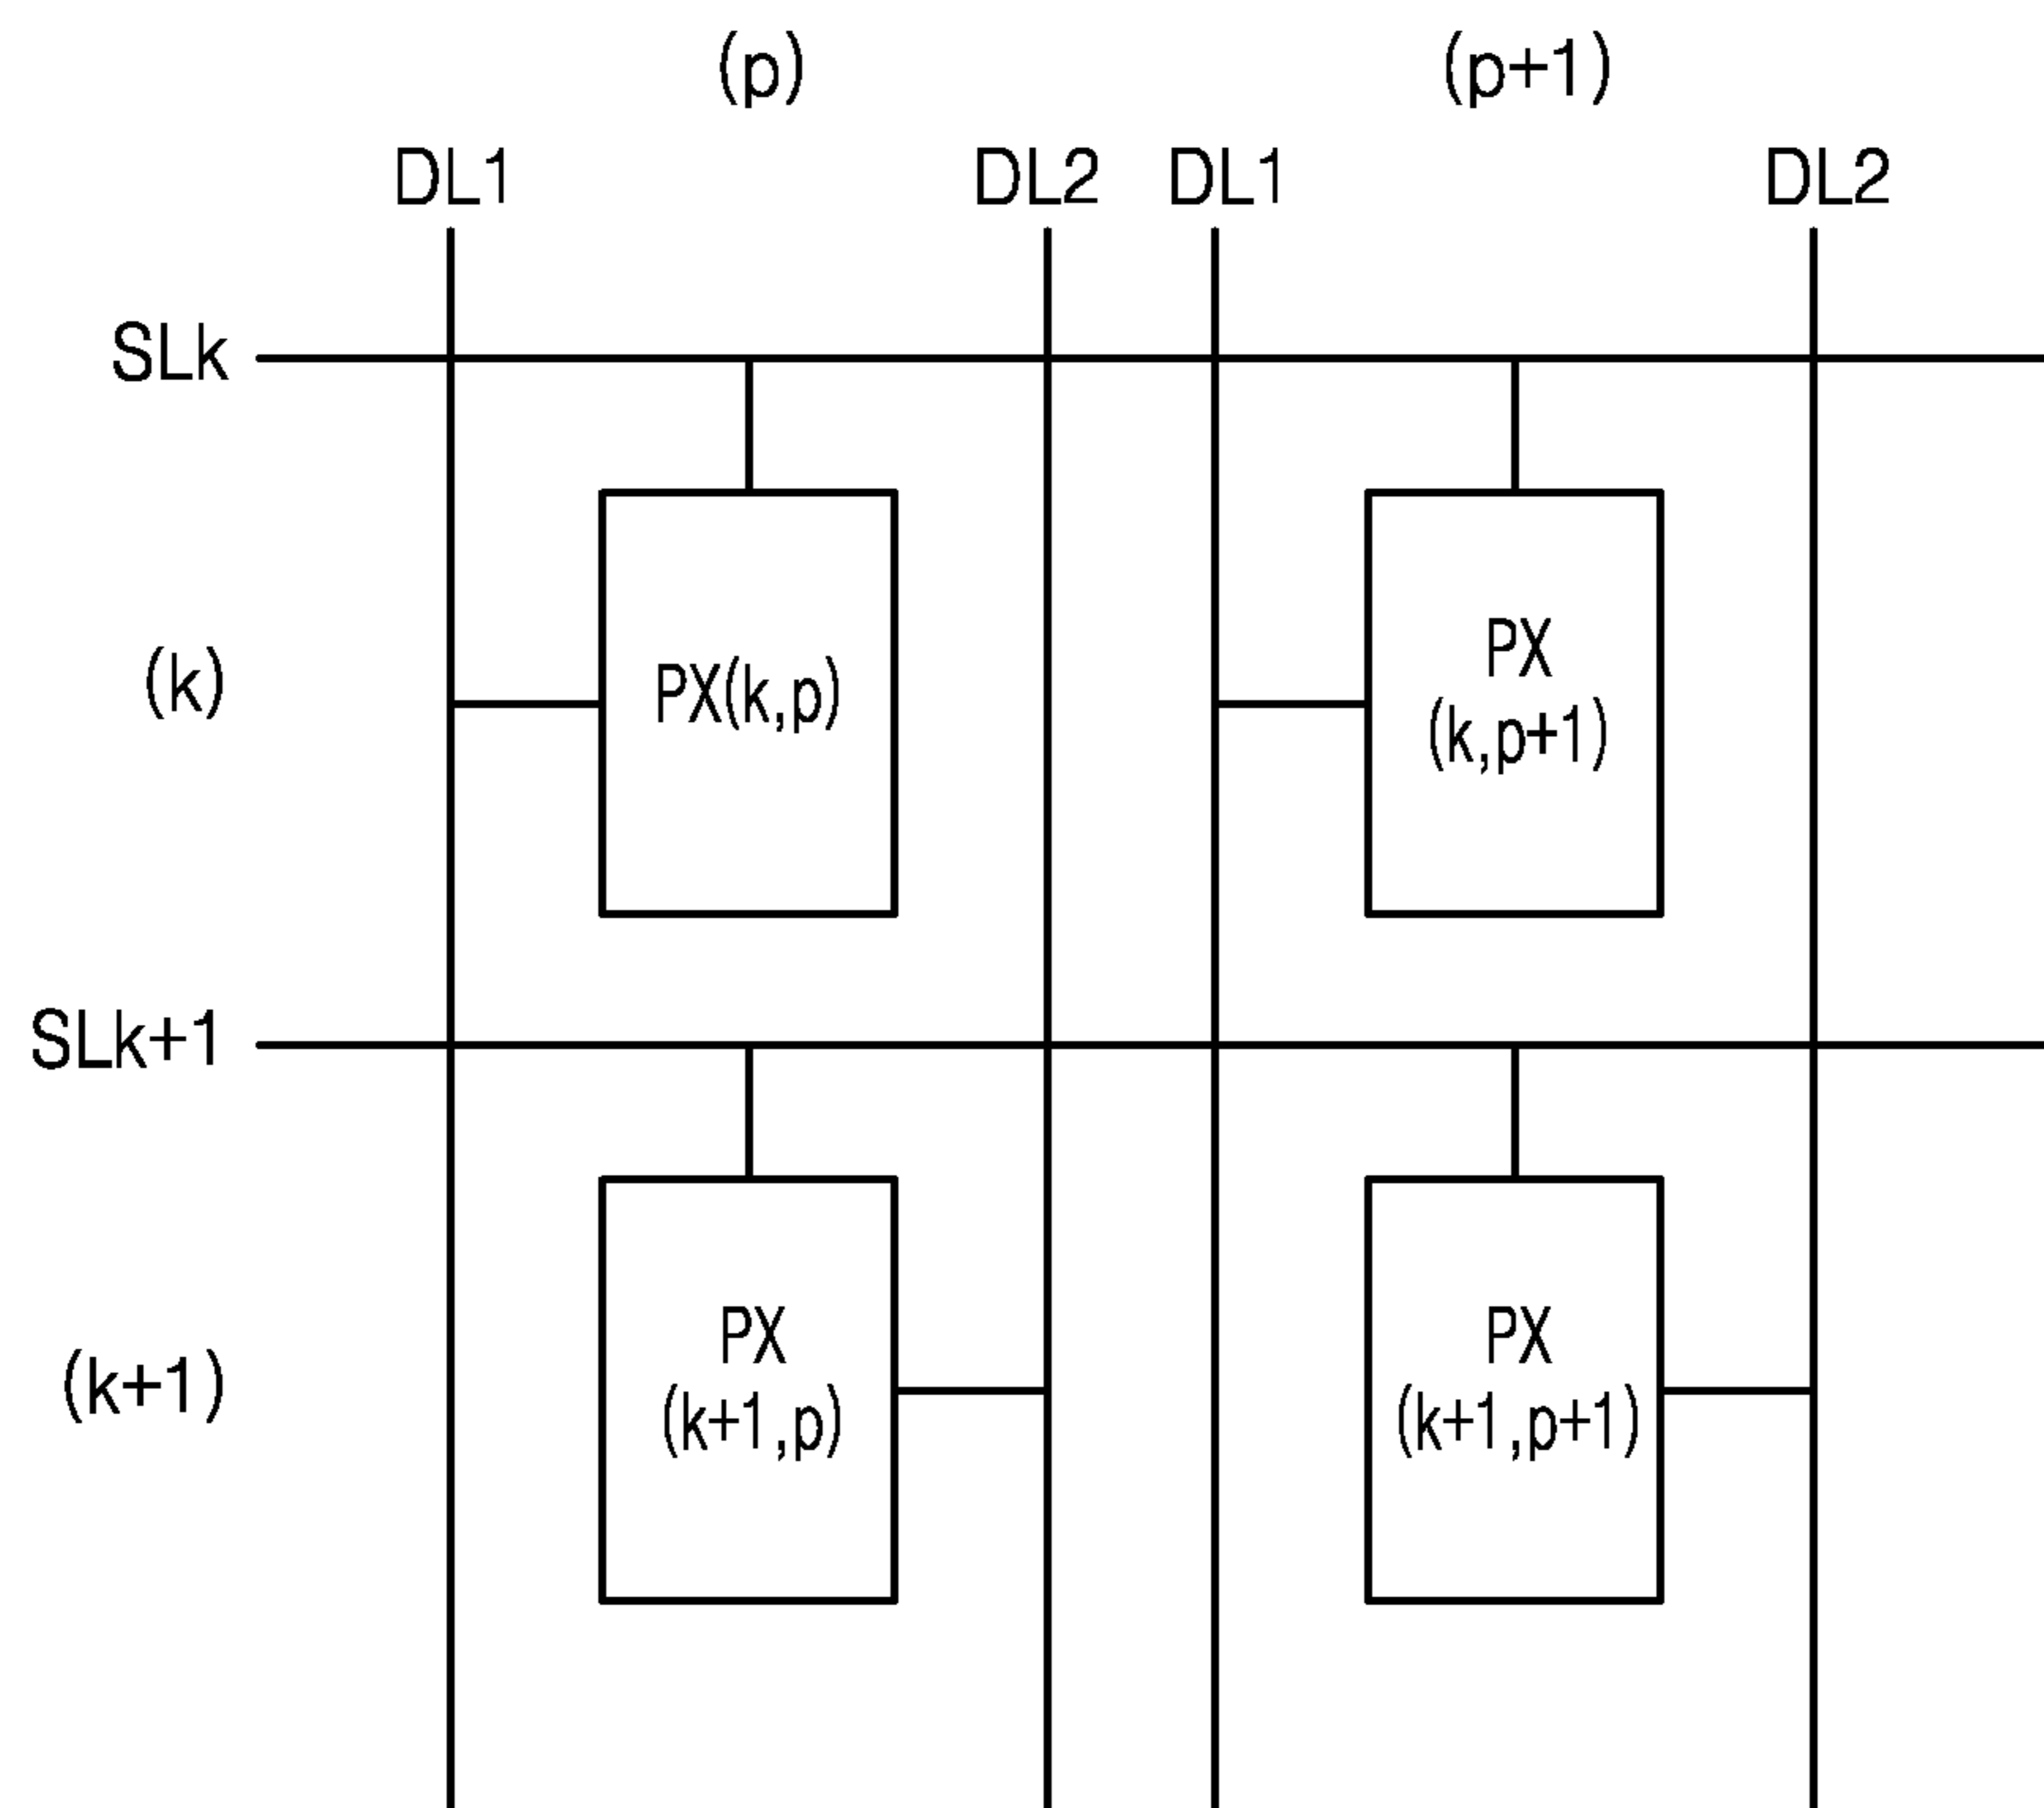 (p) (p+1)
DL1 DL2 DL1 DL2
SLk
(k)
PX(k,p)
PX
(k,p+1)
SLk+1
(k+1)
PX
(k+1,p)
PX
(k+1,p+1)